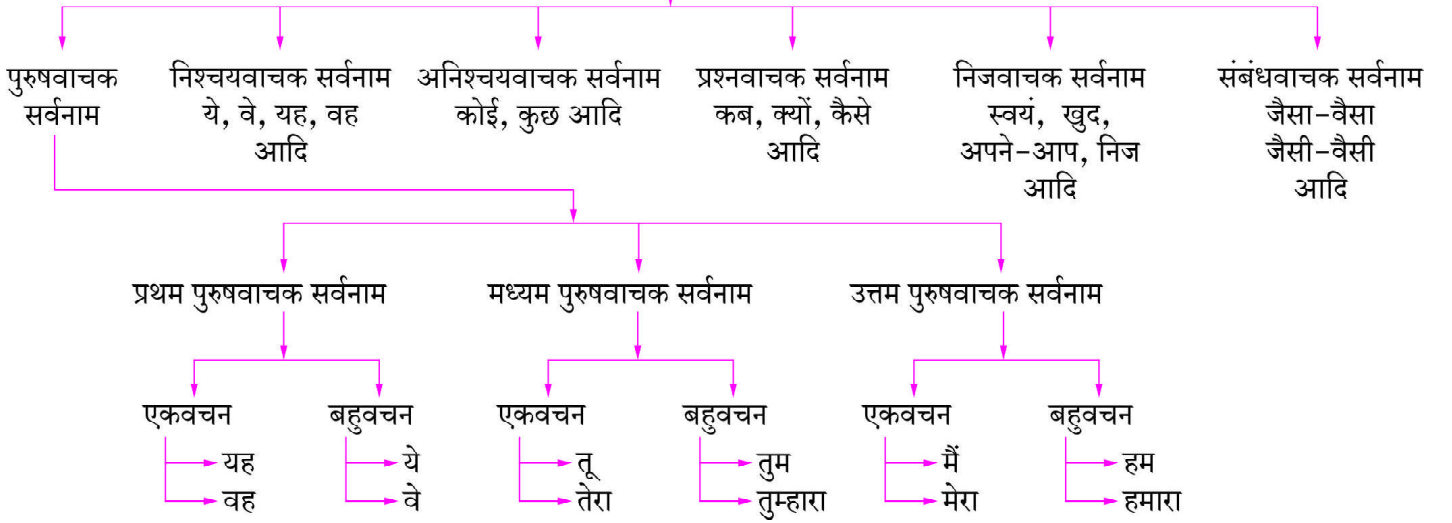 पुरुषवाचक
सर्वनाम
निश्चयवाचक सर्वनाम
ये, वे, यह, वह
आदि
अनिश्चयवाचक सर्वनाम
कोई, कुछ आदि
प्रश्नवाचक सर्वनाम
कब, क्यों, कैसे
आदि
निजवाचक सर्वनाम
स्वयं, खुद,
अपने-आप, निज
आदि
संबंधवाचक सर्वनाम
जैसा-वैसा
जैसी-वैसी
आदि
प्रथम पुरुषवाचक सर्वनाम
मध्यम पुरुषवाचक सर्वनाम
उत्तम पुरुषवाचक सर्वनाम
एकवचन
यह
वह
बहुवचन
ये
वे
एकवचन
तू
तेरा
बहुवचन
तुम
तुम्हारा
एकवचन
मैं
मेरा
बहुवचन
हम
हमारा